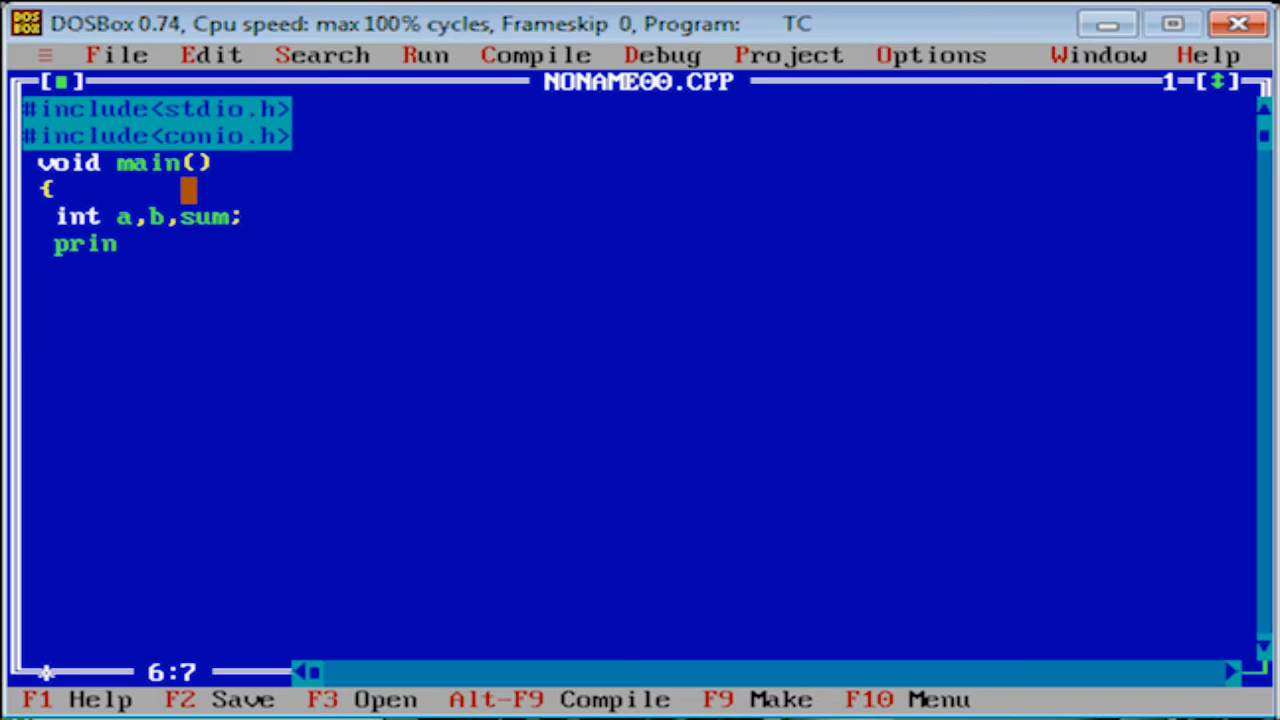 DOSBox 0.74, Cpu speed: max 100% cycles, Frameskip 0, Program: TC
≡ File Edit Search Run Compile Debug Project Options Window Help
[■] NONAME00.CPP 1=[↕]
#include<stdio.h>
#include<conio.h>
void main()
{
int a,b,sum;
prin
6:7
F1 Help F2 Save F3 Open Alt-F9 Compile F9 Make F10 Menu